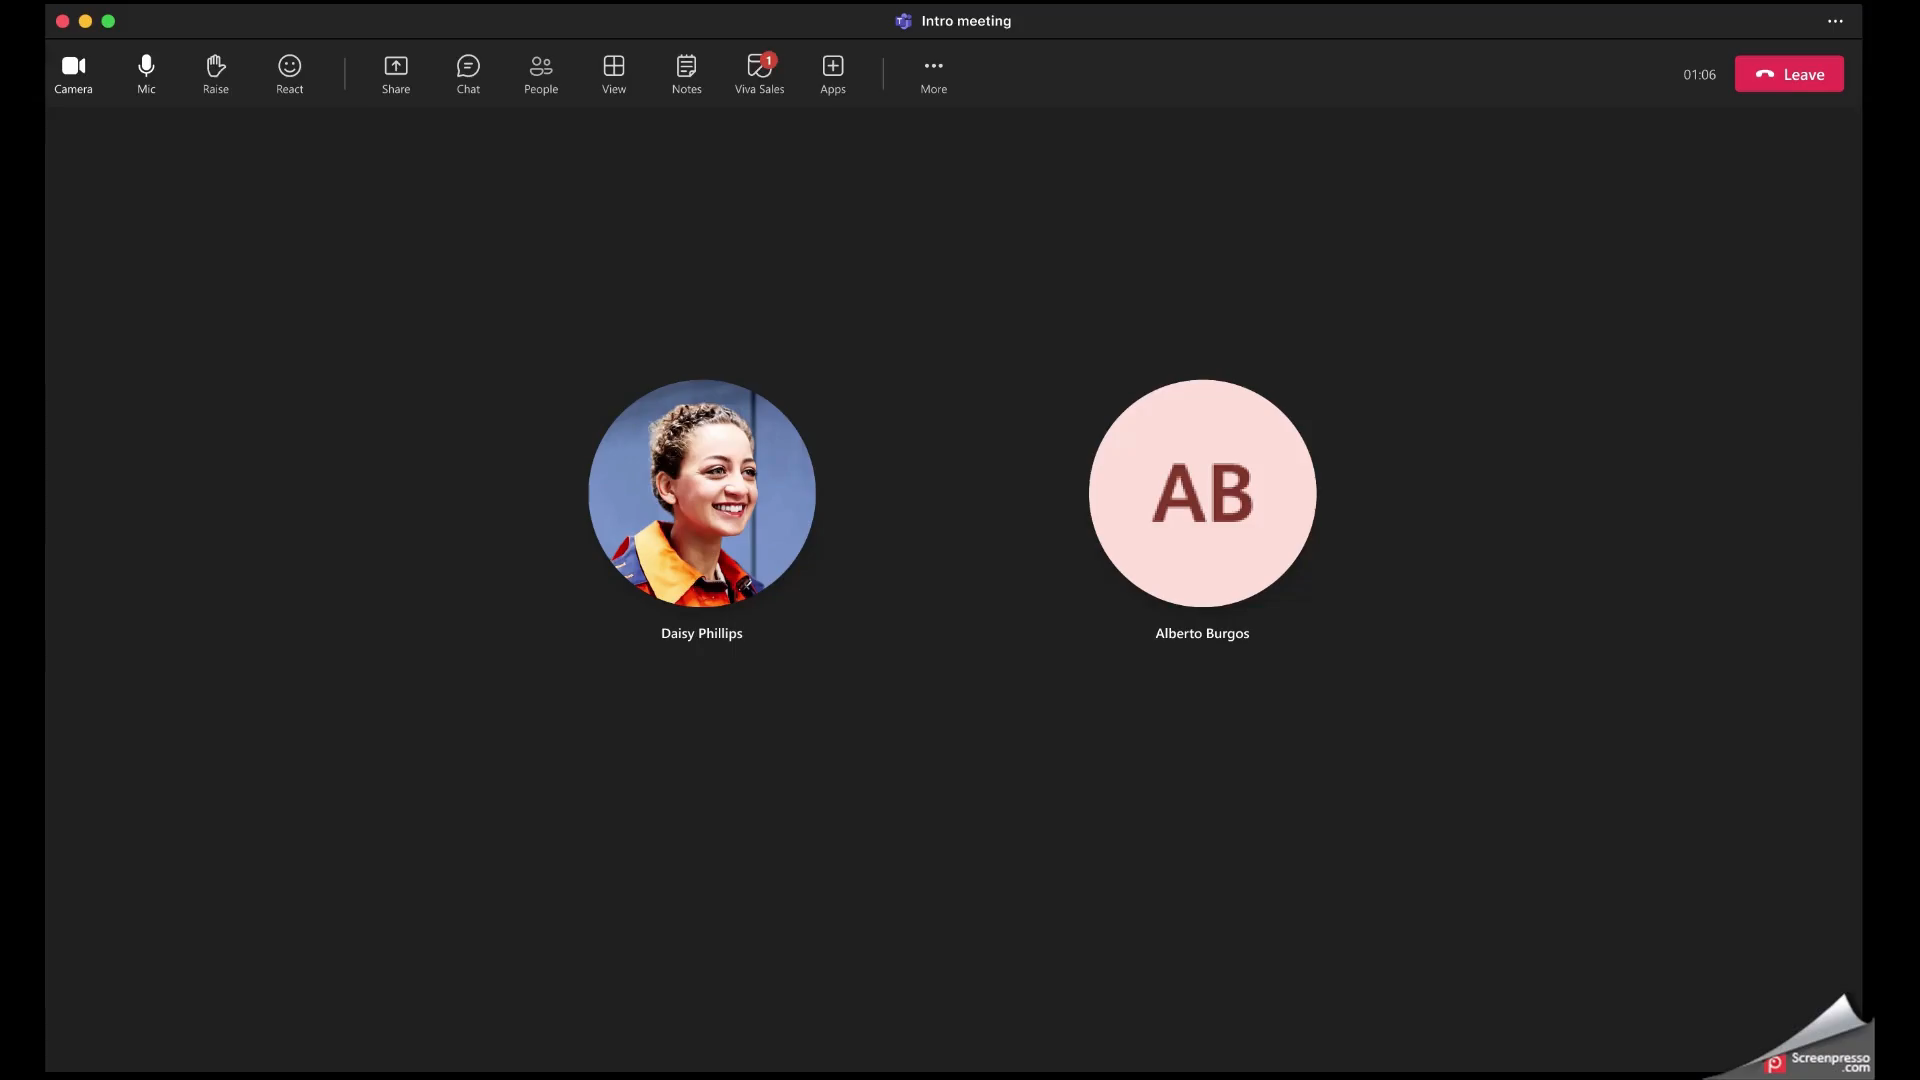 Intro meeting
Camera
Mic
Raise
React
Share
Chat
People
View
Notes
1
Viva Sales
Apps
More
01:06
Leave
AB
Daisy Phillips
Alberto Burgos
Screenpresso
.com